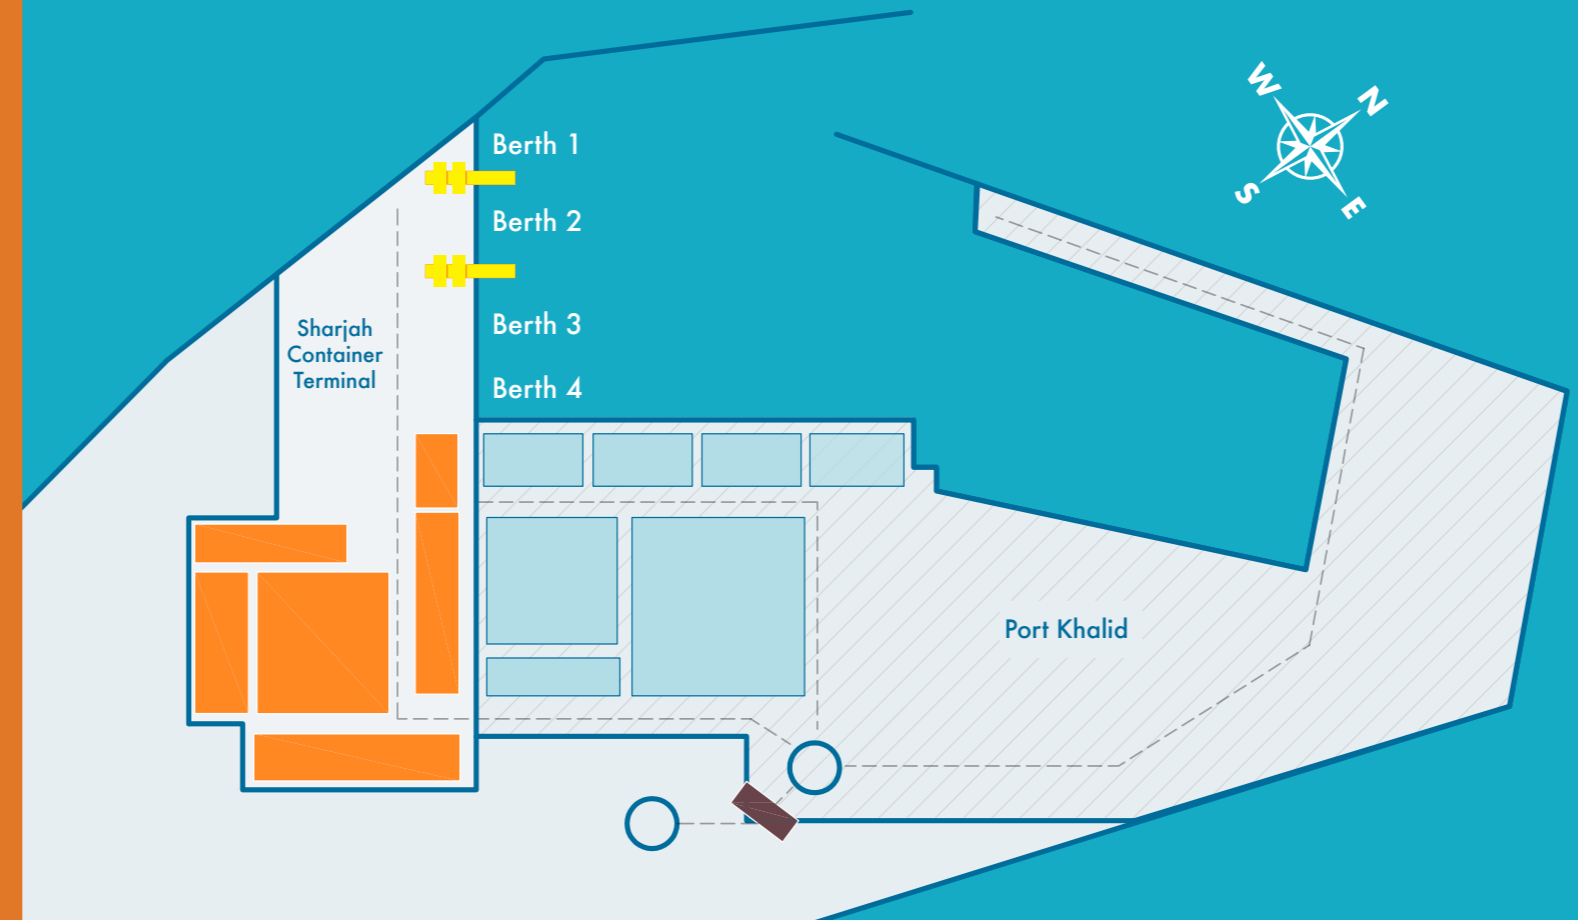 Berth 1
Berth 2
Berth 3
Berth 4
Sharjah
Container
Terminal
Port Khalid
W
N
S
E